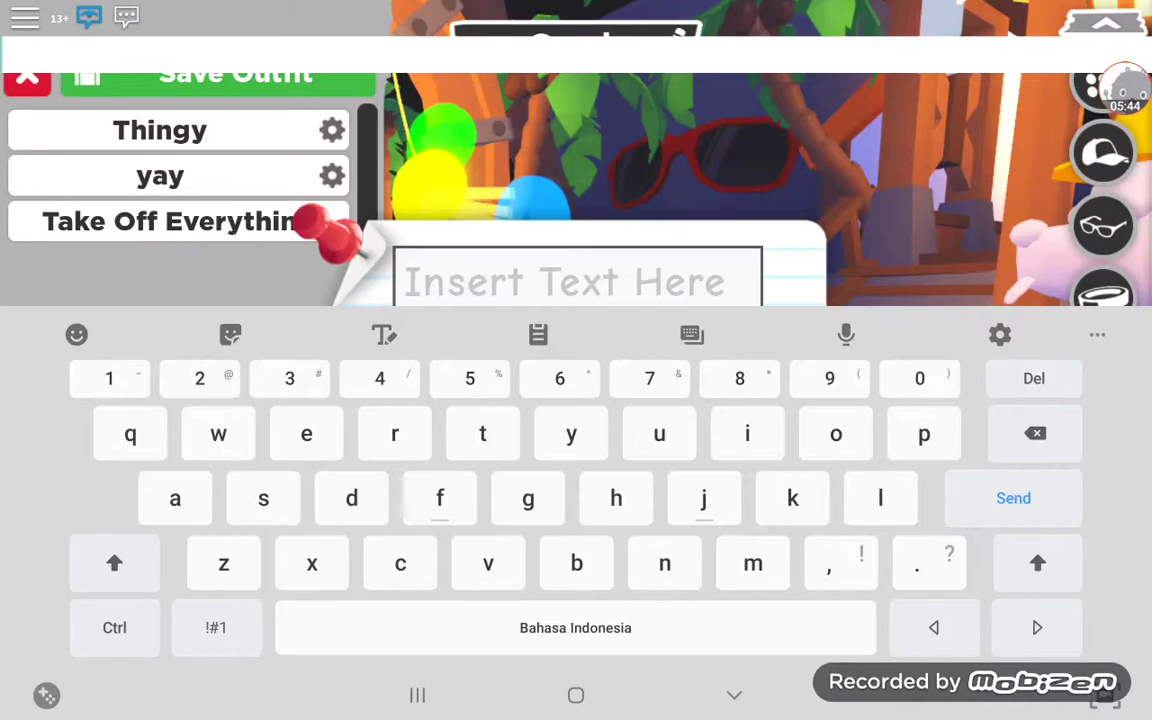 13+
Save Outfit
05:44
Thingy
yay
Take Off Everythin
Insert Text Here
1 - 2 @ 3 # 4 / 5 % 6 ^ 7 & 8 * 9 ( 0 ) Del
q w e r t y u i o p
a s d f g h j k l Send
z x c v b n m , ! . ?
Ctrl !#1 Bahasa Indonesia
Recorded by mobizen